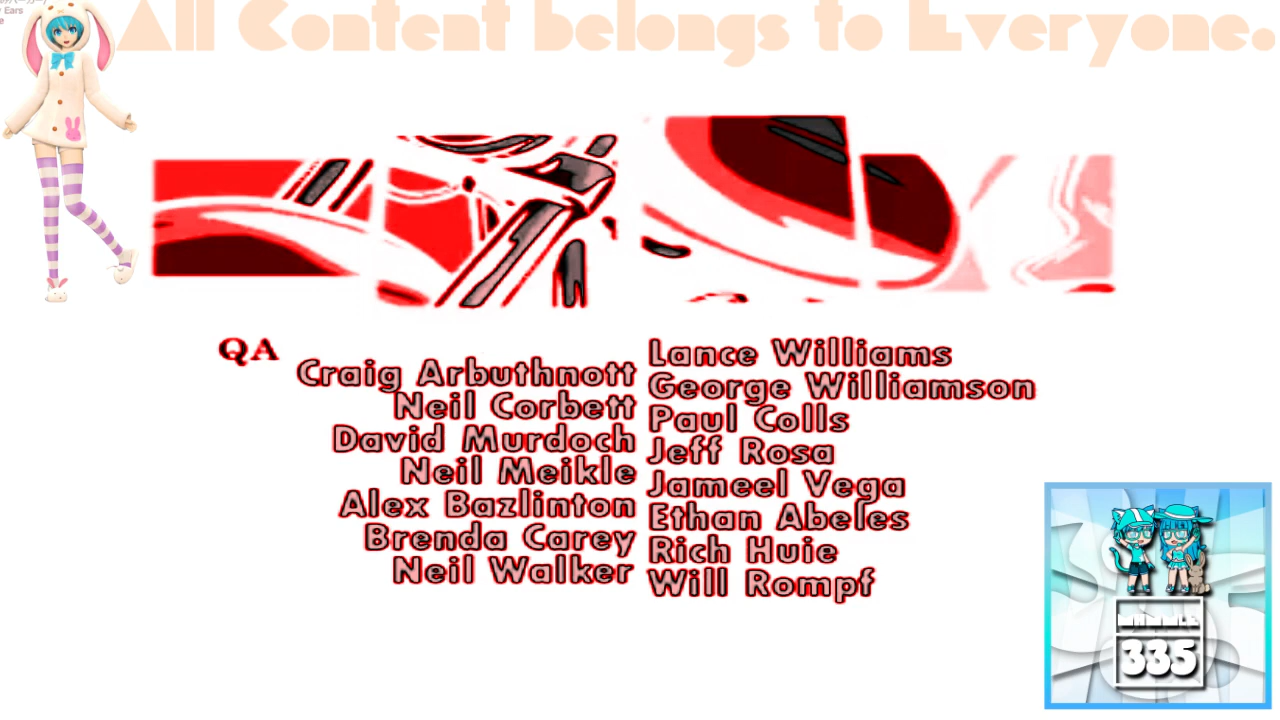 y Ears
e
All Content belongs to Everyone.
QA
Craig Arbuthnott
Neil Corbett
David Murdoch
Neil Meikle
Alex Bazlinton
Brenda Carey
Neil Walker
Lance Williams
George Williamson
Paul Colls
Jeff Rosa
Jameel Vega
Ethan Abeles
Rich Huie
Will Rompf
335